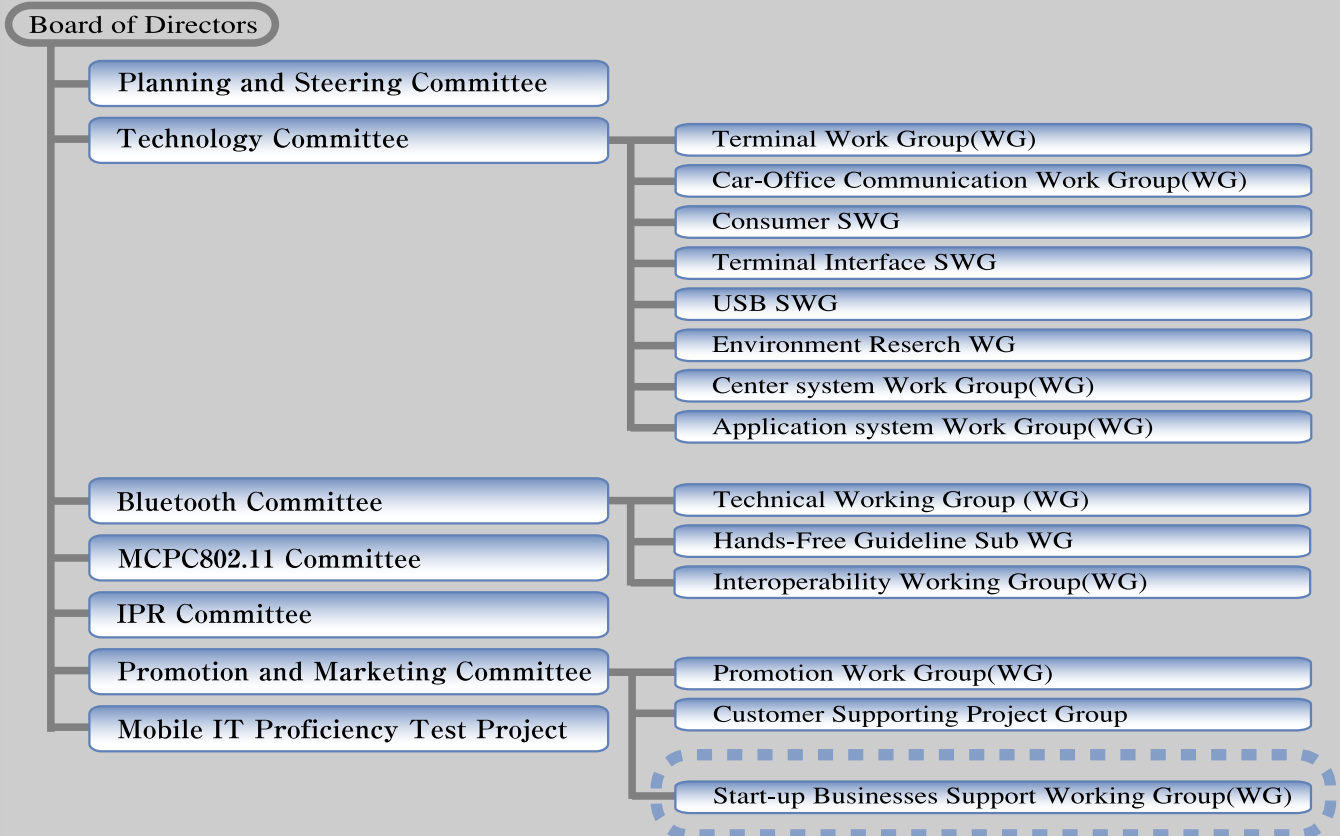 Board of Directors
Planning and Steering Committee
Technology Committee
Terminal Work Group(WG)
Car-Office Communication Work Group(WG)
Consumer SWG
Terminal Interface SWG
USB SWG
Environment Reserch WG
Center system Work Group(WG)
Application system Work Group(WG)
Bluetooth Committee
Technical Working Group (WG)
Hands-Free Guideline Sub WG
Interoperability Working Group(WG)
MCPC802.11 Committee
IPR Committee
Promotion and Marketing Committee
Promotion Work Group(WG)
Customer Supporting Project Group
Start-up Businesses Support Working Group(WG)
Mobile IT Proficiency Test Project